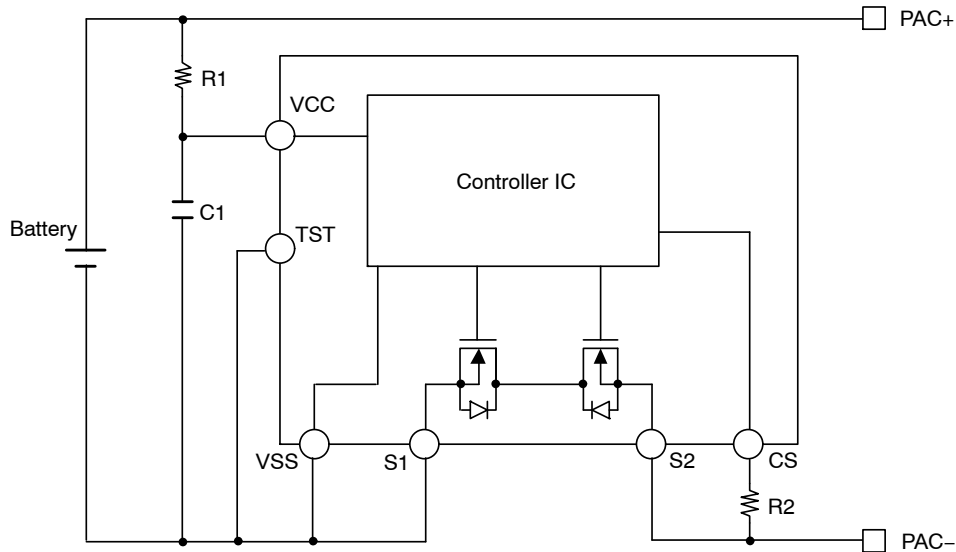 PAC+
R1
VCC
Controller IC
C1
Battery
TST
VSS
S1
S2
CS
R2
PAC−